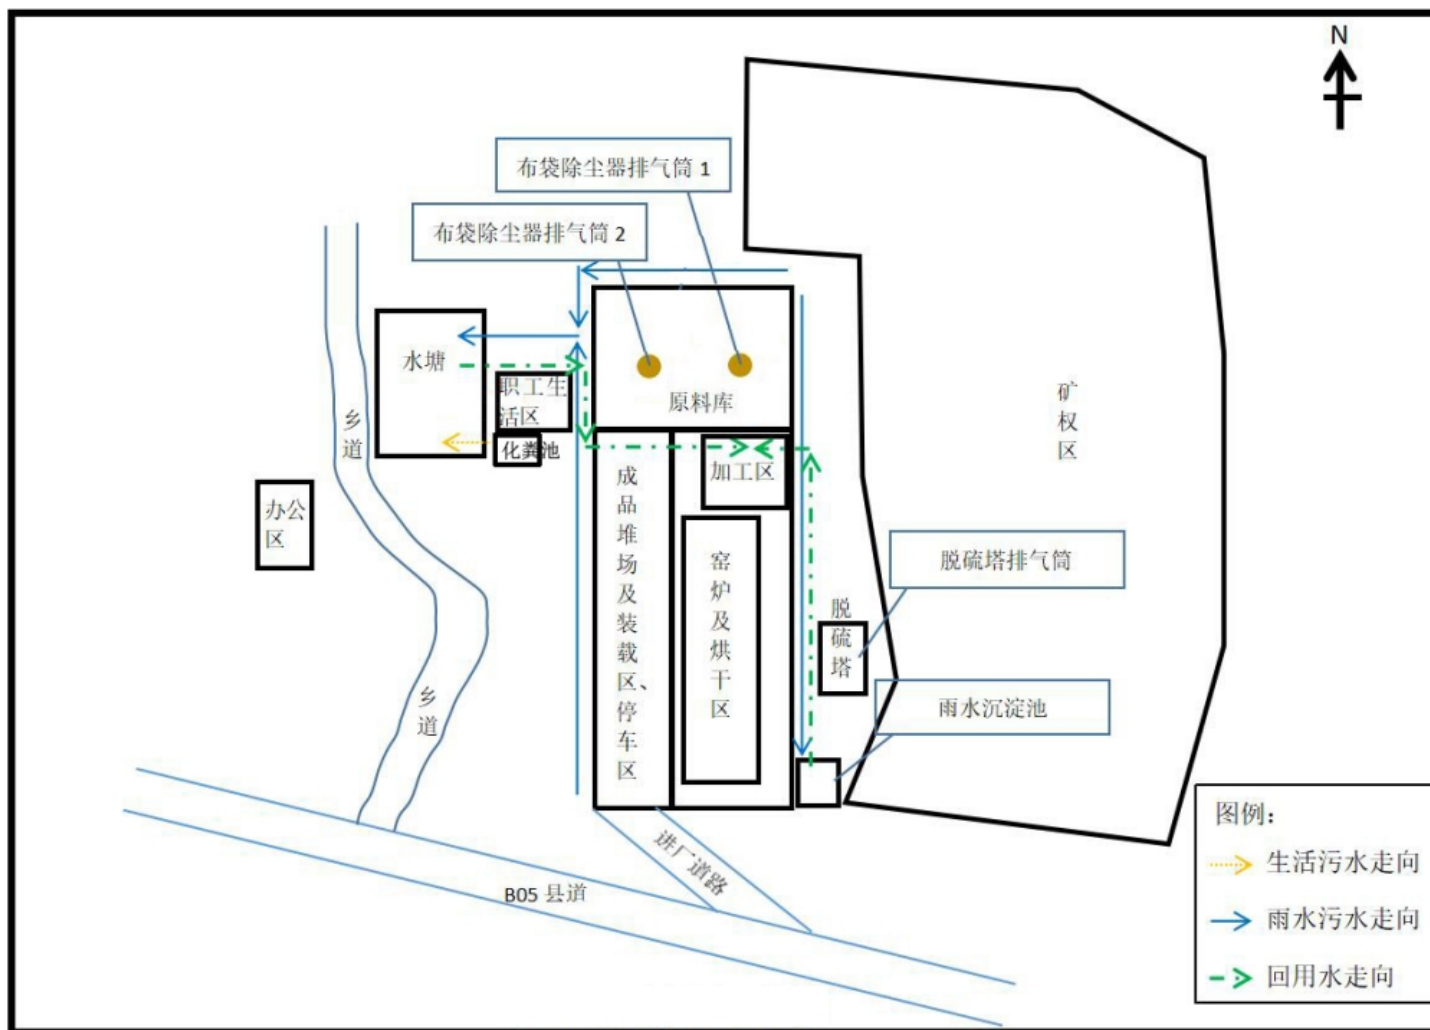 N
布袋除尘器排气筒 1
布袋除尘器排气筒 2
水塘
职工生
活区
化粪池
原料库
加工区
矿
权
区
乡
道
办公
区
成
品
堆
场
及
装
载
区、
停
车
区
窑
炉
及
烘
干
区
脱硫塔排气筒
脱
硫
塔
雨水沉淀池
乡
道
进厂道路
B05 县道
图例：
生活污水走向
雨水污水走向
回用水走向